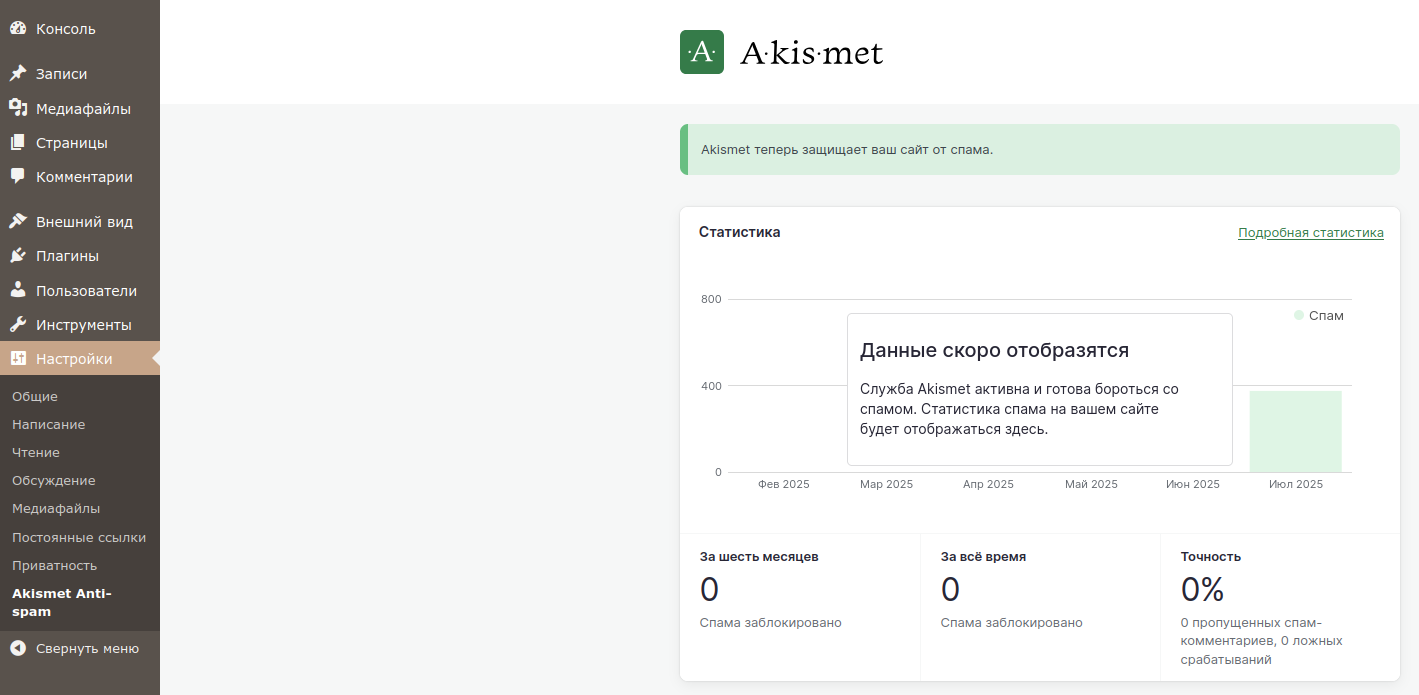 Консоль
Записи
Медиафайлы
Страницы
Комментарии
Внешний вид
Плагины
Пользователи
Инструменты
Настройки
Общие
Написание
Чтение
Обсуждение
Медиафайлы
Постоянные ссылки
Приватность
Akismet Anti-
spam
Свернуть меню
·A· A·kis·met
Akismet теперь защищает ваш сайт от спама.
Статистика
Подробная статистика
800
Спам
Данные скоро отобразятся
400
Служба Akismet активна и готова бороться со
спамом. Статистика спама на вашем сайте
будет отображаться здесь.
0
Фев 2025 Мар 2025 Апр 2025 Май 2025 Июн 2025 Июл 2025
За шесть месяцев
0
Спама заблокировано
За всё время
0
Спама заблокировано
Точность
0%
0 пропущенных спам-
комментариев, 0 ложных
срабатываний